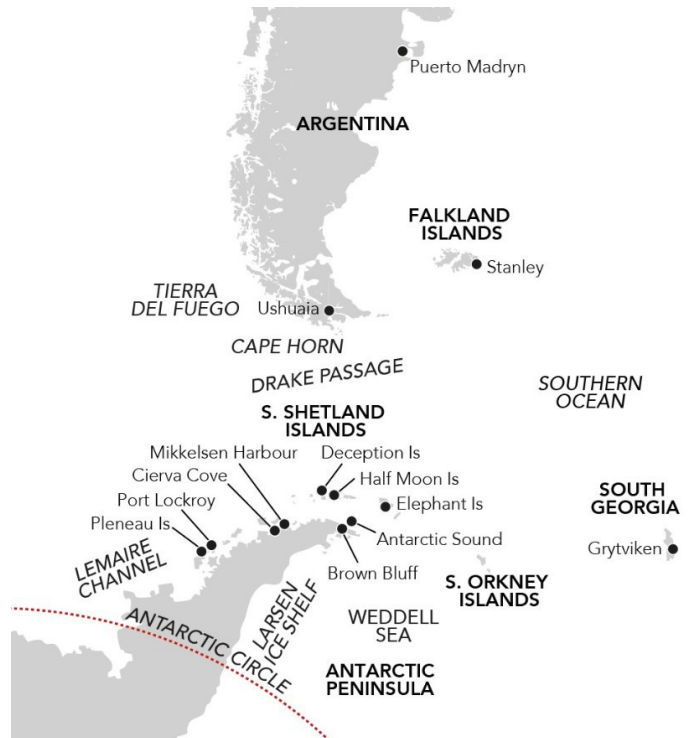 Puerto Madryn
ARGENTINA
FALKLAND
ISLANDS
Stanley
TIERRA
DEL FUEGO
Ushuaia
CAPE HORN
DRAKE PASSAGE
SOUTHERN
OCEAN
S. SHETLAND
ISLANDS
Mikkelsen Harbour
Deception Is
Cierva Cove
Half Moon Is
Port Lockroy
Elephant Is
Pleneau Is
SOUTH
GEORGIA
Antarctic Sound
Grytviken
LEMAIRE
CHANNEL
Brown Bluff
S. ORKNEY
ISLANDS
LARSEN
ICE SHELF
WEDDELL
SEA
ANTARCTIC CIRCLE
ANTARCTIC
PENINSULA